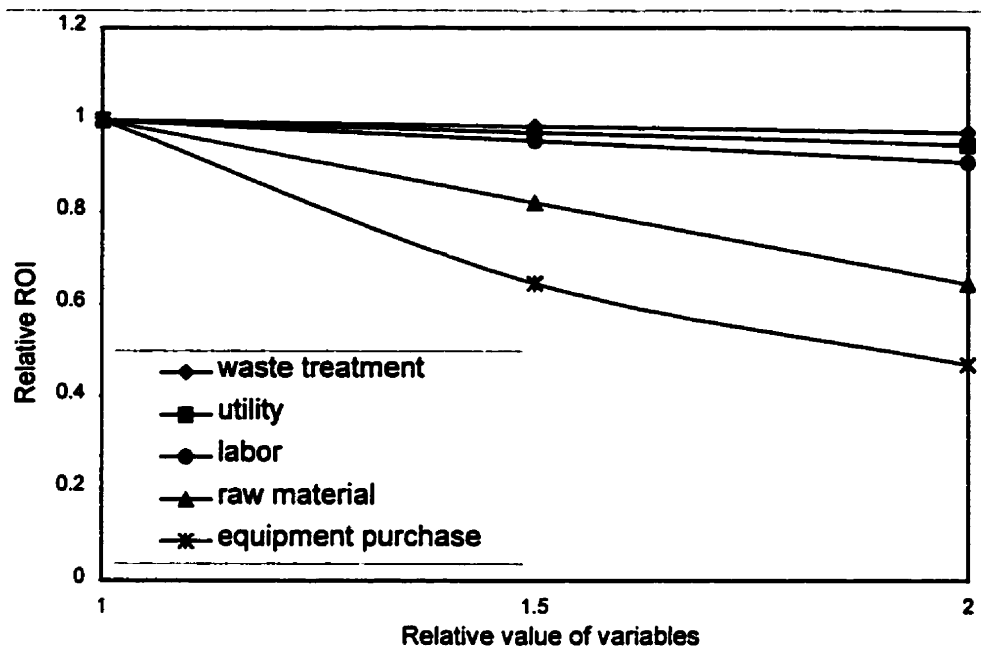 1.2
1
0.8
0.6
0.4
0.2
0
Relative ROI
waste treatment
utility
labor
raw material
equipment purchase
1
1.5
2
Relative value of variables